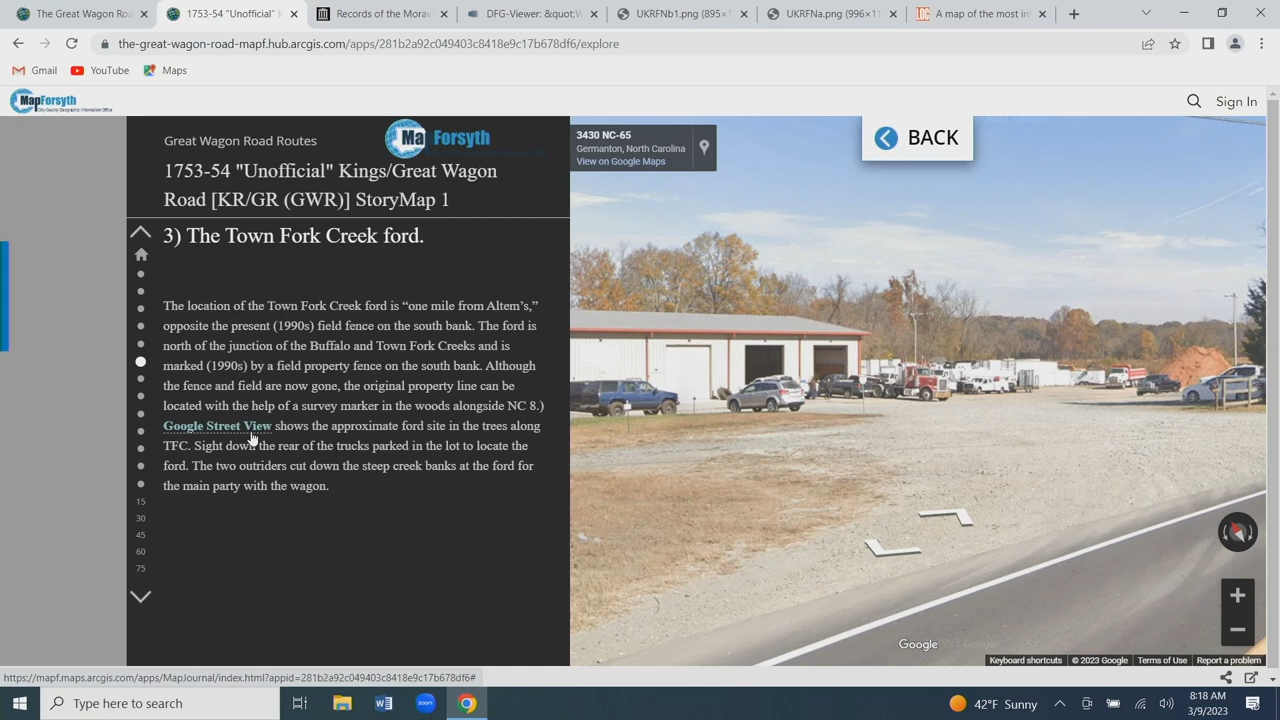 The Great Wagon Road Map
1753-54 "Unofficial" K
Records of the Morav
DFG-Viewer: &quot;V
UKRFNb1.png (895×1
UKRFNa.png (996×1
A map of the most in
the-great-wagon-road-mapf.hub.arcgis.com/apps/281b2a92c049403c8418e9c17b678df6/explore
Gmail
YouTube
Maps
MapForsyth
City-County Geographic Information Office
Sign In
Great Wagon Road Routes
Ma Forsyth
1753-54 "Unofficial" Kings/Great Wagon
Road [KR/GR (GWR)] StoryMap 1
3) The Town Fork Creek ford.
The location of the Town Fork Creek ford is “one mile from Altem’s,”
opposite the present (1990s) field fence on the south bank. The ford is
north of the junction of the Buffalo and Town Fork Creeks and is
marked (1990s) by a field property fence on the south bank. Although
the fence and field are now gone, the original property line can be
located with the help of a survey marker in the woods alongside NC 8.)
Google Street View shows the approximate ford site in the trees along
TFC. Sight down the rear of the trucks parked in the lot to locate the
ford. The two outriders cut down the steep creek banks at the ford for
the main party with the wagon.
15
30
45
60
75
3430 NC-65
Germanton, North Carolina
View on Google Maps
BACK
Google
Keyboard shortcuts
© 2023 Google
Terms of Use
Report a problem
https://mapf.maps.arcgis.com/apps/MapJournal/index.html?appid=281b2a92c049403c8418e9c17b678df6#
Type here to search
zoom
42°F Sunny
8:18 AM
3/9/2023